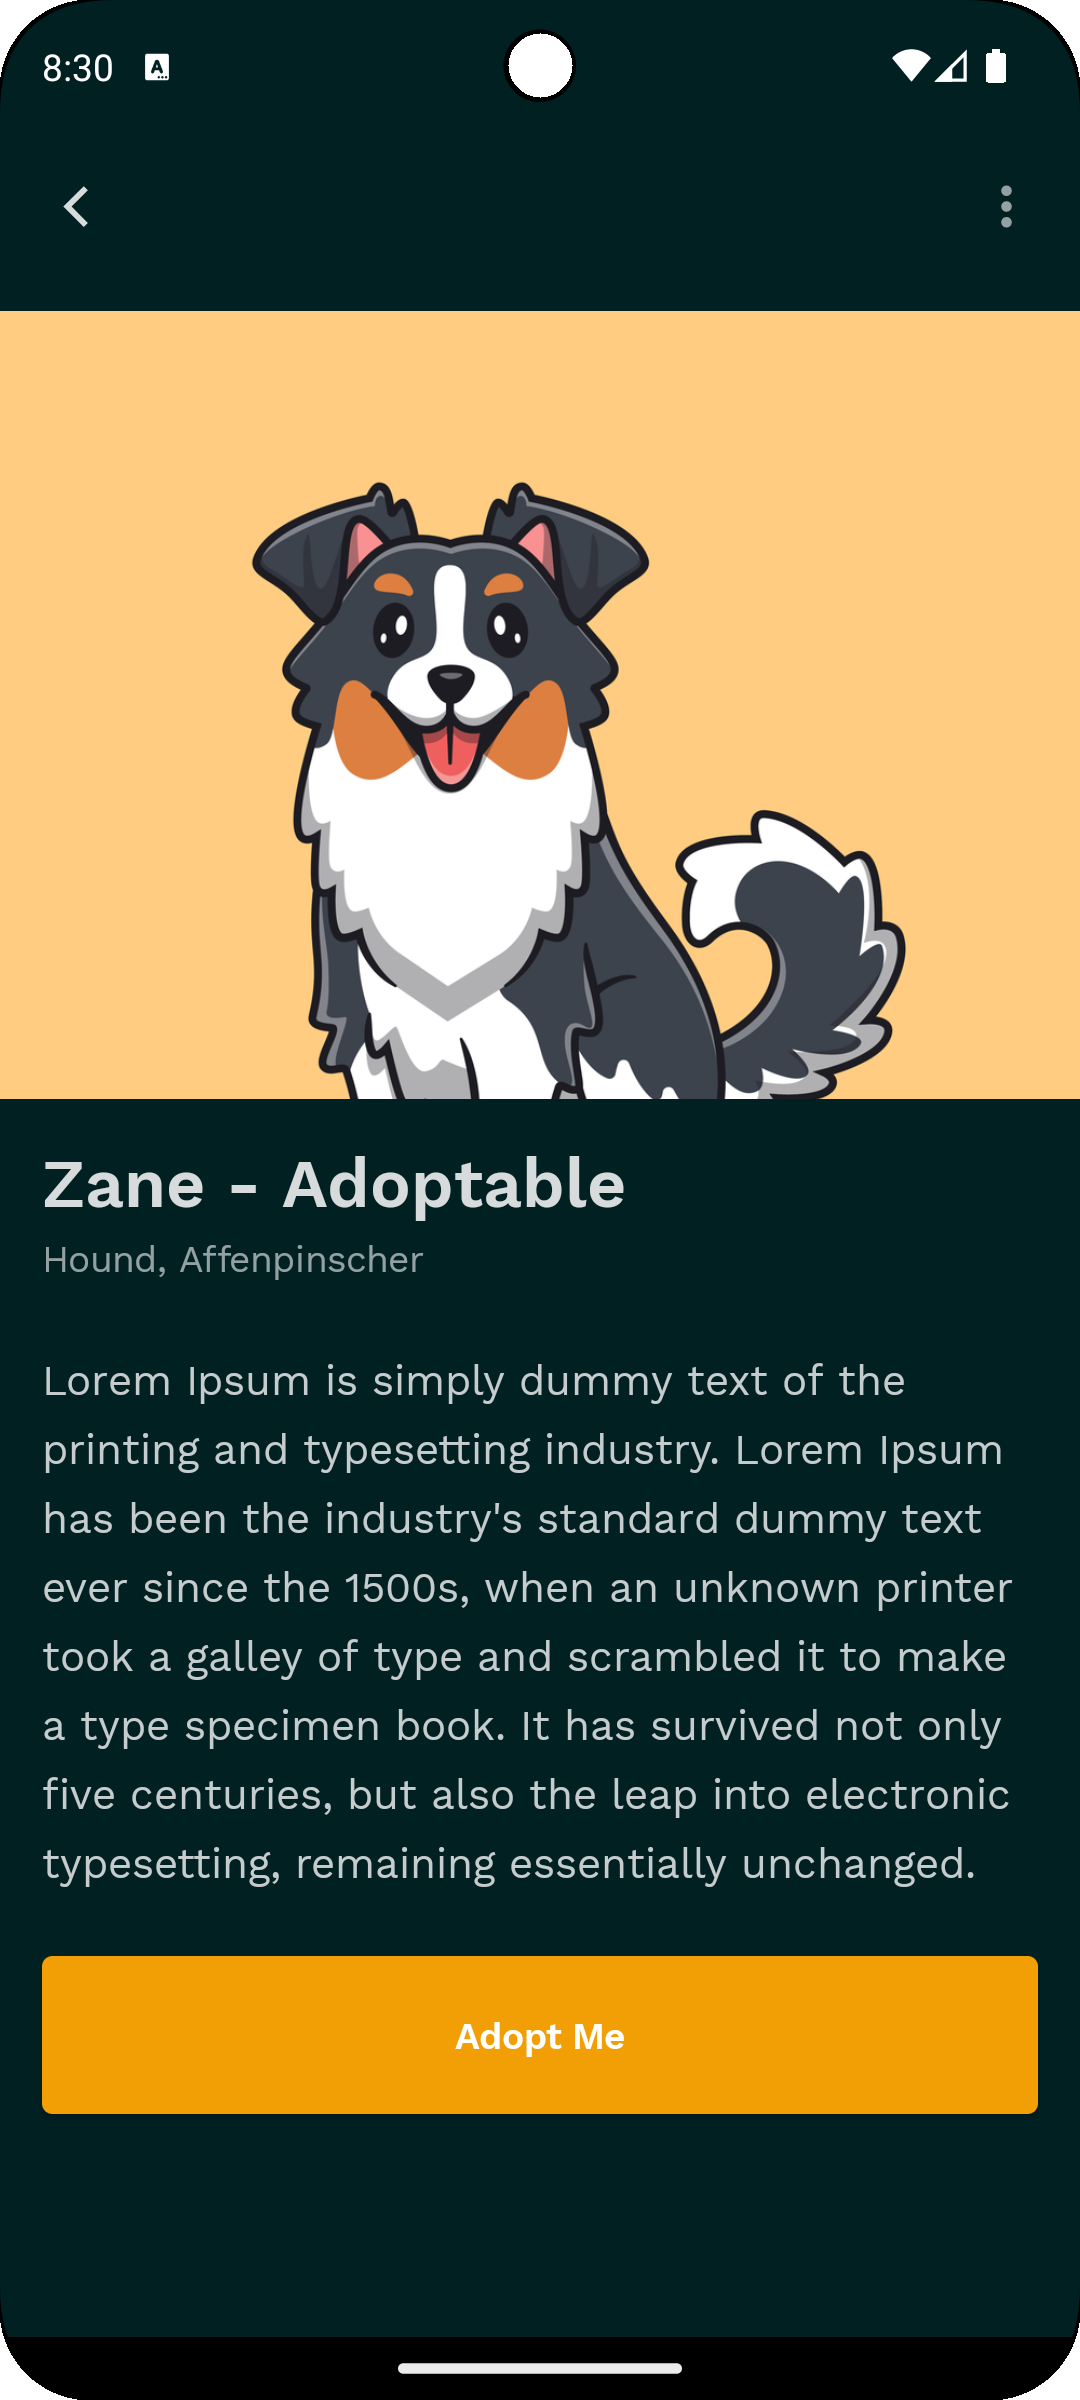 8:30
A
Zane - Adoptable
Hound, Affenpinscher
Lorem Ipsum is simply dummy text of the
printing and typesetting industry. Lorem Ipsum
has been the industry's standard dummy text
ever since the 1500s, when an unknown printer
took a galley of type and scrambled it to make
a type specimen book. It has survived not only
five centuries, but also the leap into electronic
typesetting, remaining essentially unchanged.
Adopt Me